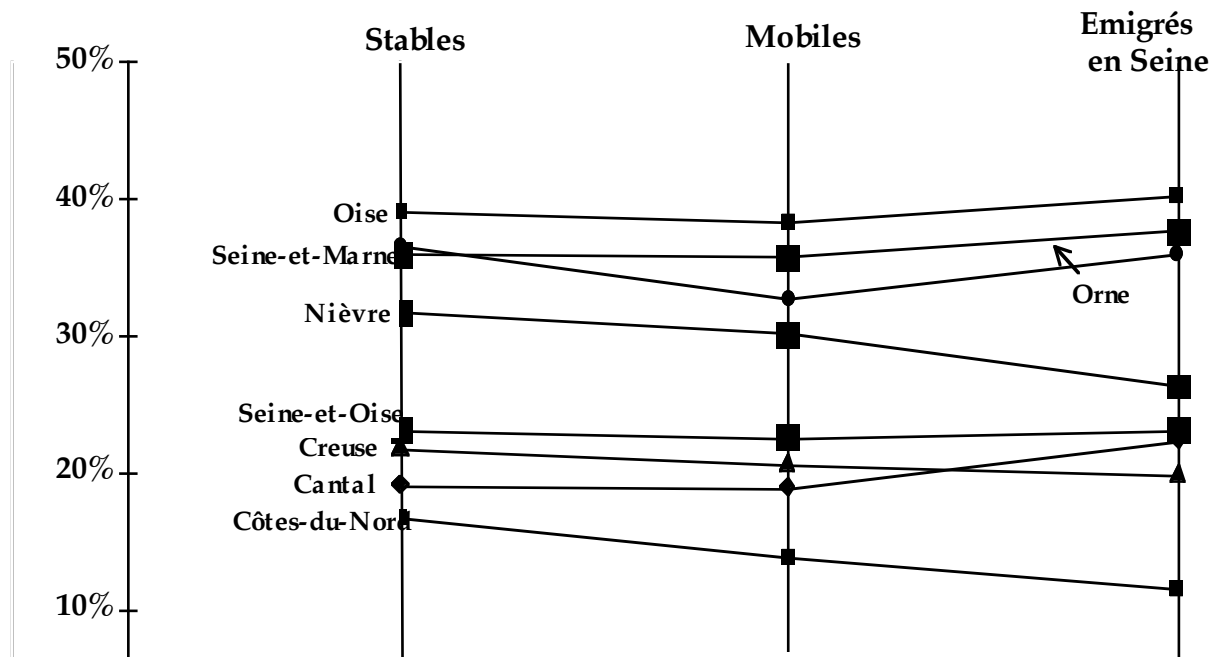 Stables
Mobiles
Emigrés
en Seine
50%
40%
Oise
Seine-et-Marne
Orne
Nièvre
30%
Seine-et-Oise
Creuse
20%
Cantal
Côtes-du-Nord
10%